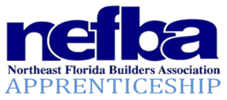 nefba
Northeast Florida Builders Association
APPRENTICESHIP